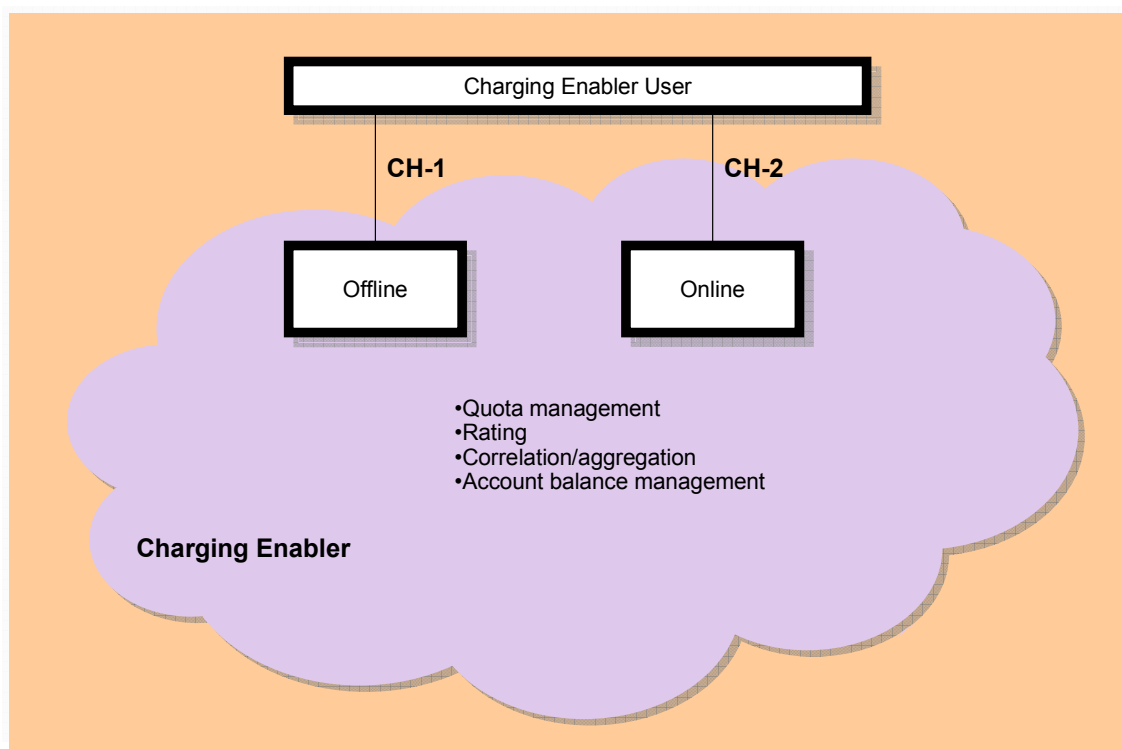 Charging Enabler User
CH-1
CH-2
Offline
Online
•Quota management
•Rating
•Correlation/aggregation
•Account balance management
Charging Enabler